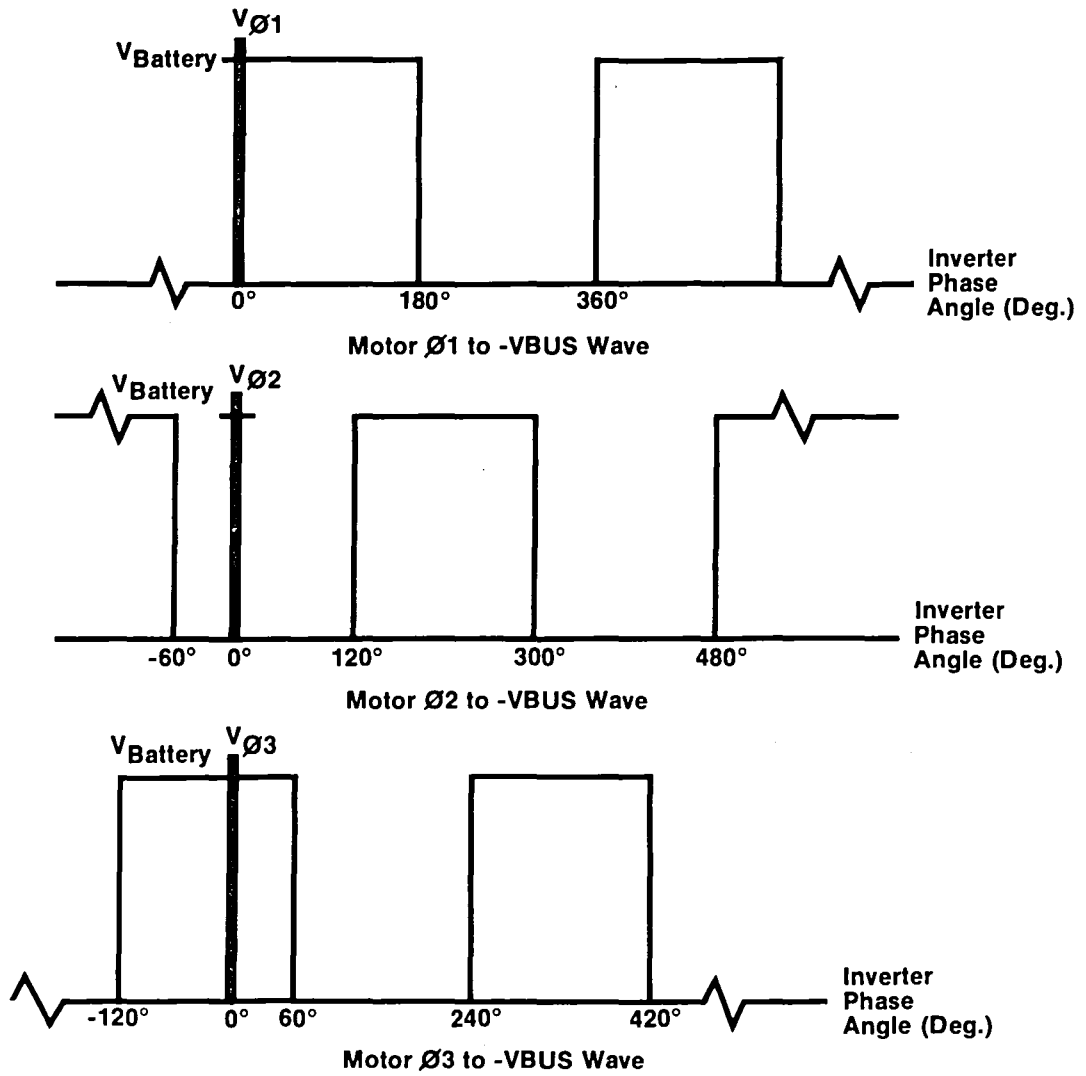 VØ1
VBattery
0° 180° 360°
Inverter
Phase
Angle (Deg.)
Motor Ø1 to -VBUS Wave
VBattery VØ2
-60° 0° 120° 300° 480°
Inverter
Phase
Angle (Deg.)
Motor Ø2 to -VBUS Wave
VBattery VØ3
-120° 0° 60° 240° 420°
Inverter
Phase
Angle (Deg.)
Motor Ø3 to -VBUS Wave